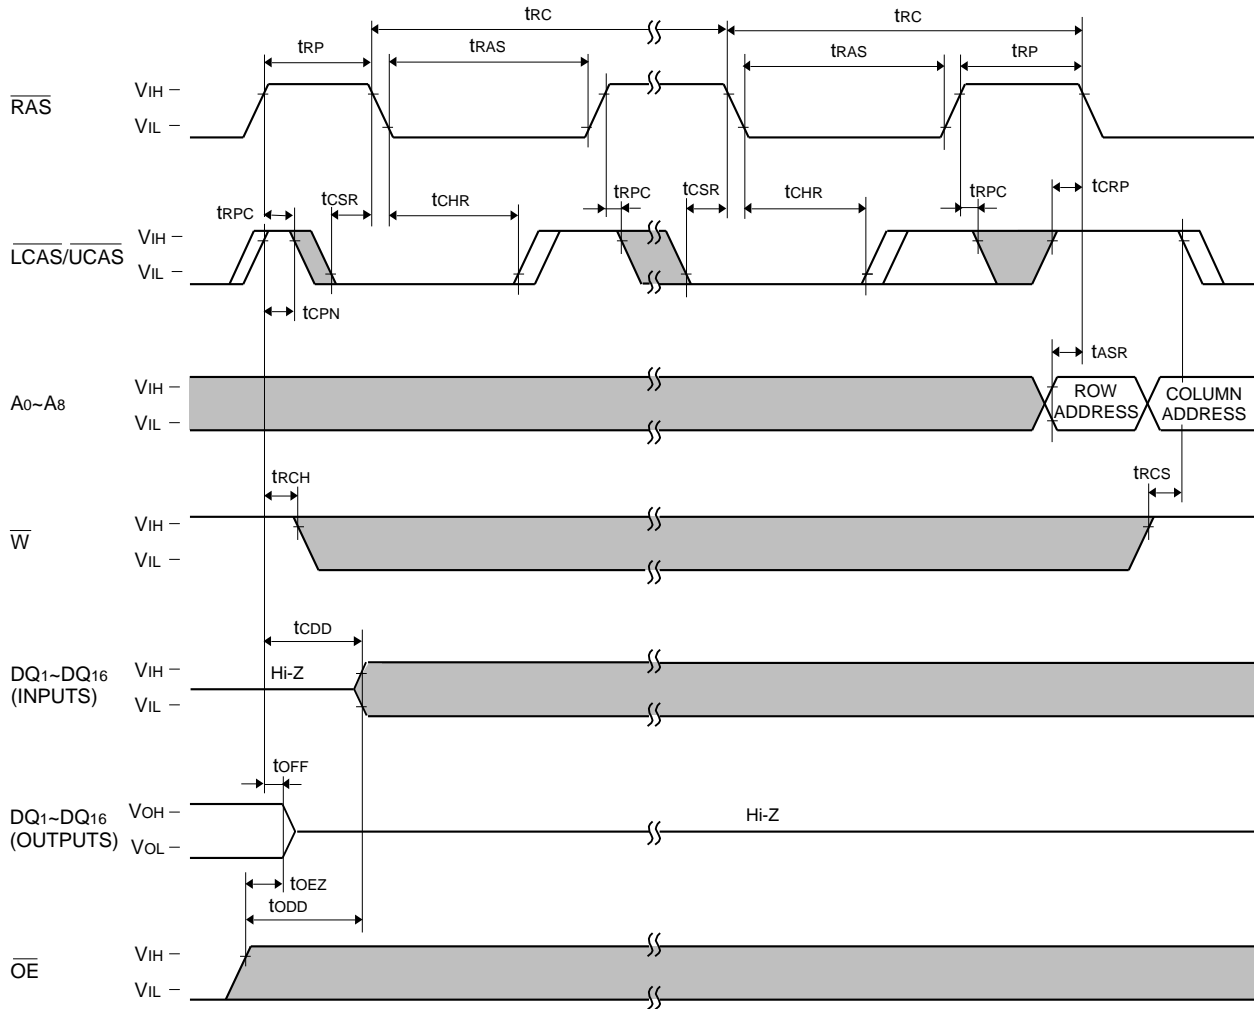 tRC tRC
tRP tRAS tRAS tRP
RAS
VIH
VIL
tRPC tCSR tCHR tRPC tCSR tCHR tRPC tCRP
LCAS/UCAS
VIH
VIL
tCPN
tASR
A0~A8
VIH
VIL
ROW
ADDRESS
COLUMN
ADDRESS
tRCH tRCS
W
VIH
VIL
tCDD
DQ1~DQ16
(INPUTS)
VIH
VIL
Hi-Z
tOFF
DQ1~DQ16
(OUTPUTS)
VOH
VOL
Hi-Z
tOEZ
tODD
OE
VIH
VIL